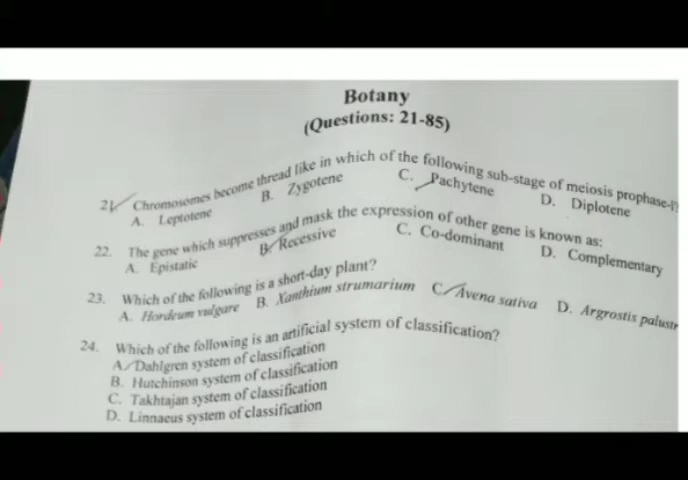 Botany
(Questions: 21-85)
21. Chromosomes become thread like in which of the following sub-stage of meiosis prophase-I?
A. Leptotene B. Zygotene C. Pachytene D. Diplotene
22. The gene which suppresses and mask the expression of other gene is known as:
A. Epistatic B. Recessive C. Co-dominant D. Complementary
23. Which of the following is a short-day plant?
A. Hordeum vulgare B. Xanthium strumarium C. Avena sativa D. Argrostis palustr
24. Which of the following is an artificial system of classification?
A. Dahlgren system of classification
B. Hutchinson system of classification
C. Takhtajan system of classification
D. Linnaeus system of classification